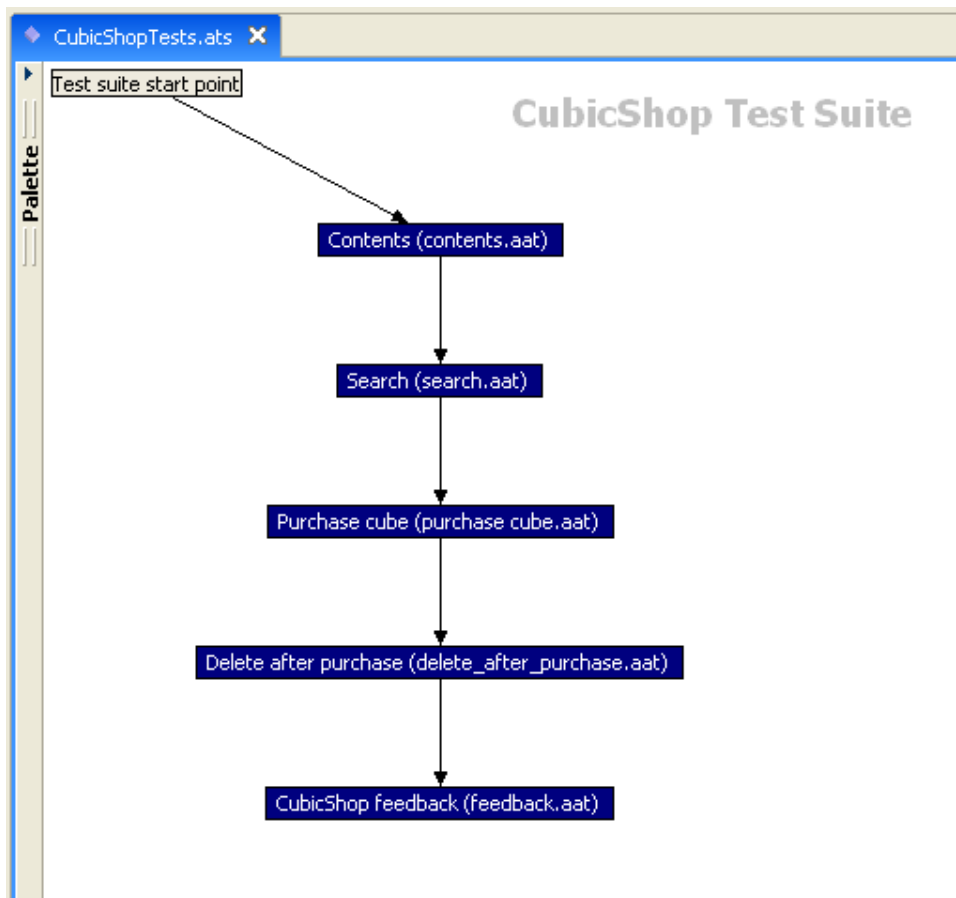 CubicShopTests.ats
Test suite start point
CubicShop Test Suite
Palette
Contents (contents.aat)
Search (search.aat)
Purchase cube (purchase cube.aat)
Delete after purchase (delete_after_purchase.aat)
CubicShop feedback (feedback.aat)